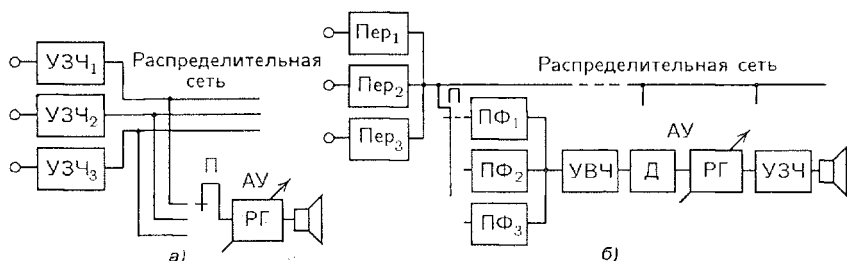 УЗЧ₁
УЗЧ₂
УЗЧ₃
Распределительная
сеть
П
АУ
РГ
а)
Пер₁
Пер₂
Пер₃
Распределительная сеть
П
ПФ₁
ПФ₂
ПФ₃
УВЧ
Д
АУ
РГ
УЗЧ
б)